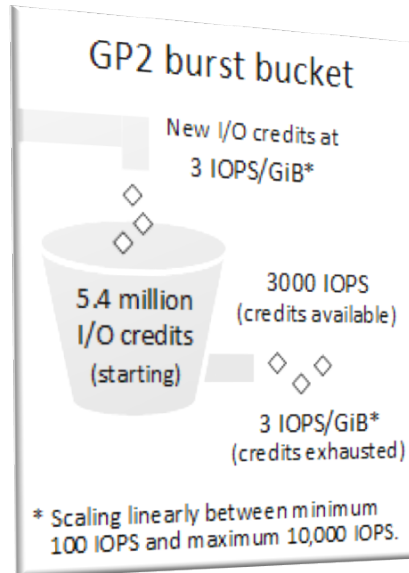 GP2 burst bucket
New I/O credits at
3 IOPS/GiB*
5.4 million
I/O credits
(starting)
3000 IOPS
(credits available)
3 IOPS/GiB*
(credits exhausted)
* Scaling linearly between minimum
100 IOPS and maximum 10,000 IOPS.